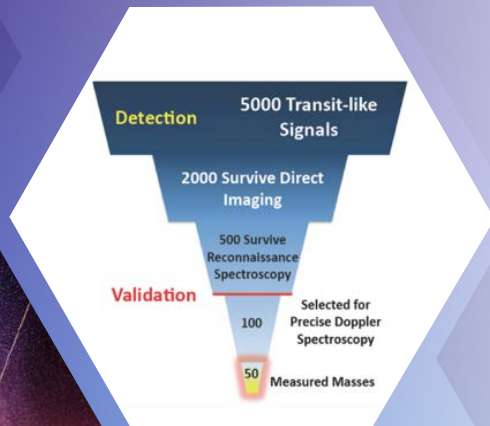 Detection
5000 Transit-like
Signals
2000 Survive Direct
Imaging
500 Survive
Reconnaissance
Spectroscopy
Validation
100
Selected for
Precise Doppler
Spectroscopy
50
Measured Masses